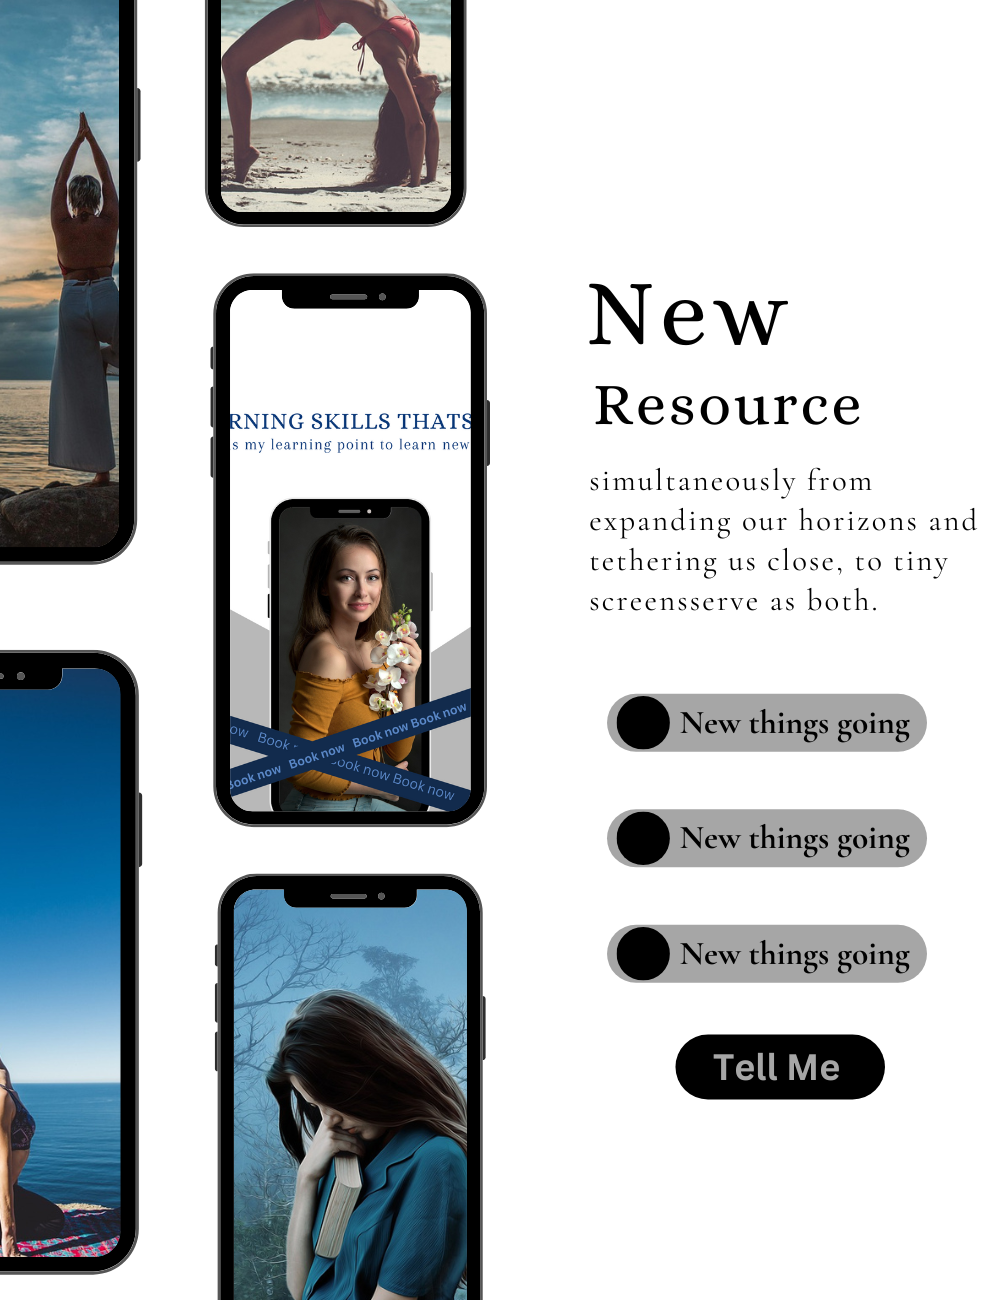 RNING SKILLS THATS
s my learning point to learn new
ow Book
Book now Book now Book now Book now
Book now Book now
New
Resource
simultaneously from
expanding our horizons and
tethering us close, to tiny
screensserve as both.
New things going
New things going
New things going
Tell Me